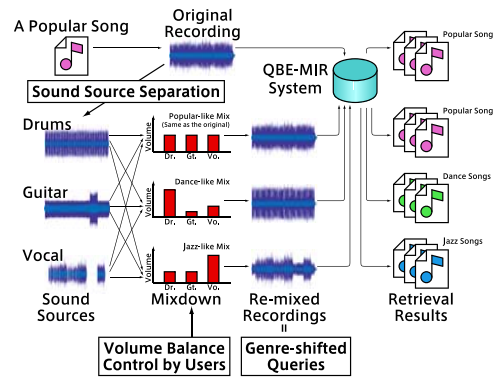 A Popular Song
Original
Recording
Popular Song
QBE-MIR
System
Sound Source Separation
Drums
Popular-like Mix
(Same as the original)
Volume
Dr. Gt. Vo.
Popular Song
Guitar
Dance-like Mix
Volume
Dr. Gt. Vo.
Dance Songs
Vocal
Jazz-like Mix
Volume
Dr. Gt. Vo.
Jazz Songs
Sound
Sources
Mixdown
Re-mixed
Recordings
Retrieval
Results
=
Volume Balance
Control by Users
Genre-shifted
Queries